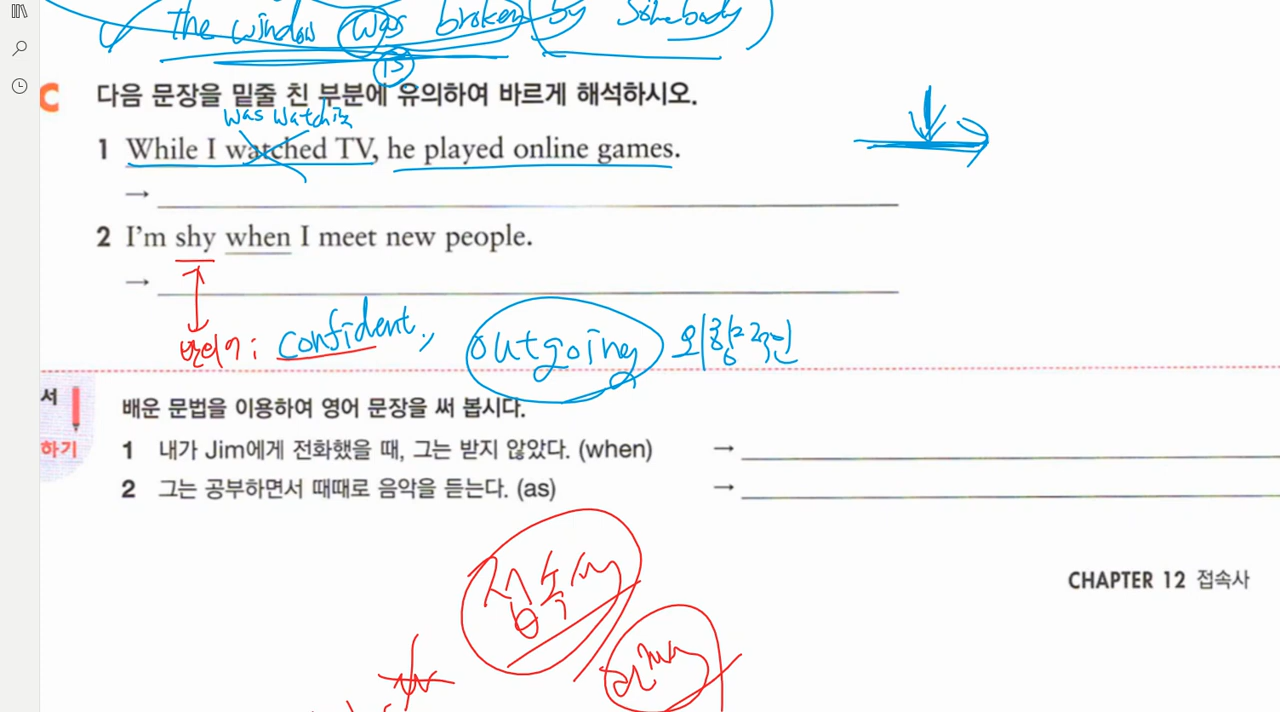 the window was broken (by somebody)
is
C 다음 문장을 밑줄 친 부분에 유의하여 바르게 해석하시오.
was watching
1 While I watched TV, he played online games.
→
2 I'm shy when I meet new people.
→
반의어: confident, outgoing 외향적인
서
하기
배운 문법을 이용하여 영어 문장을 써 봅시다.
1 내가 Jim에게 전화했을 때, 그는 받지 않았다. (when) →
2 그는 공부하면서 때때로 음악을 듣는다. (as) →
접속사
CHAPTER 12 접속사